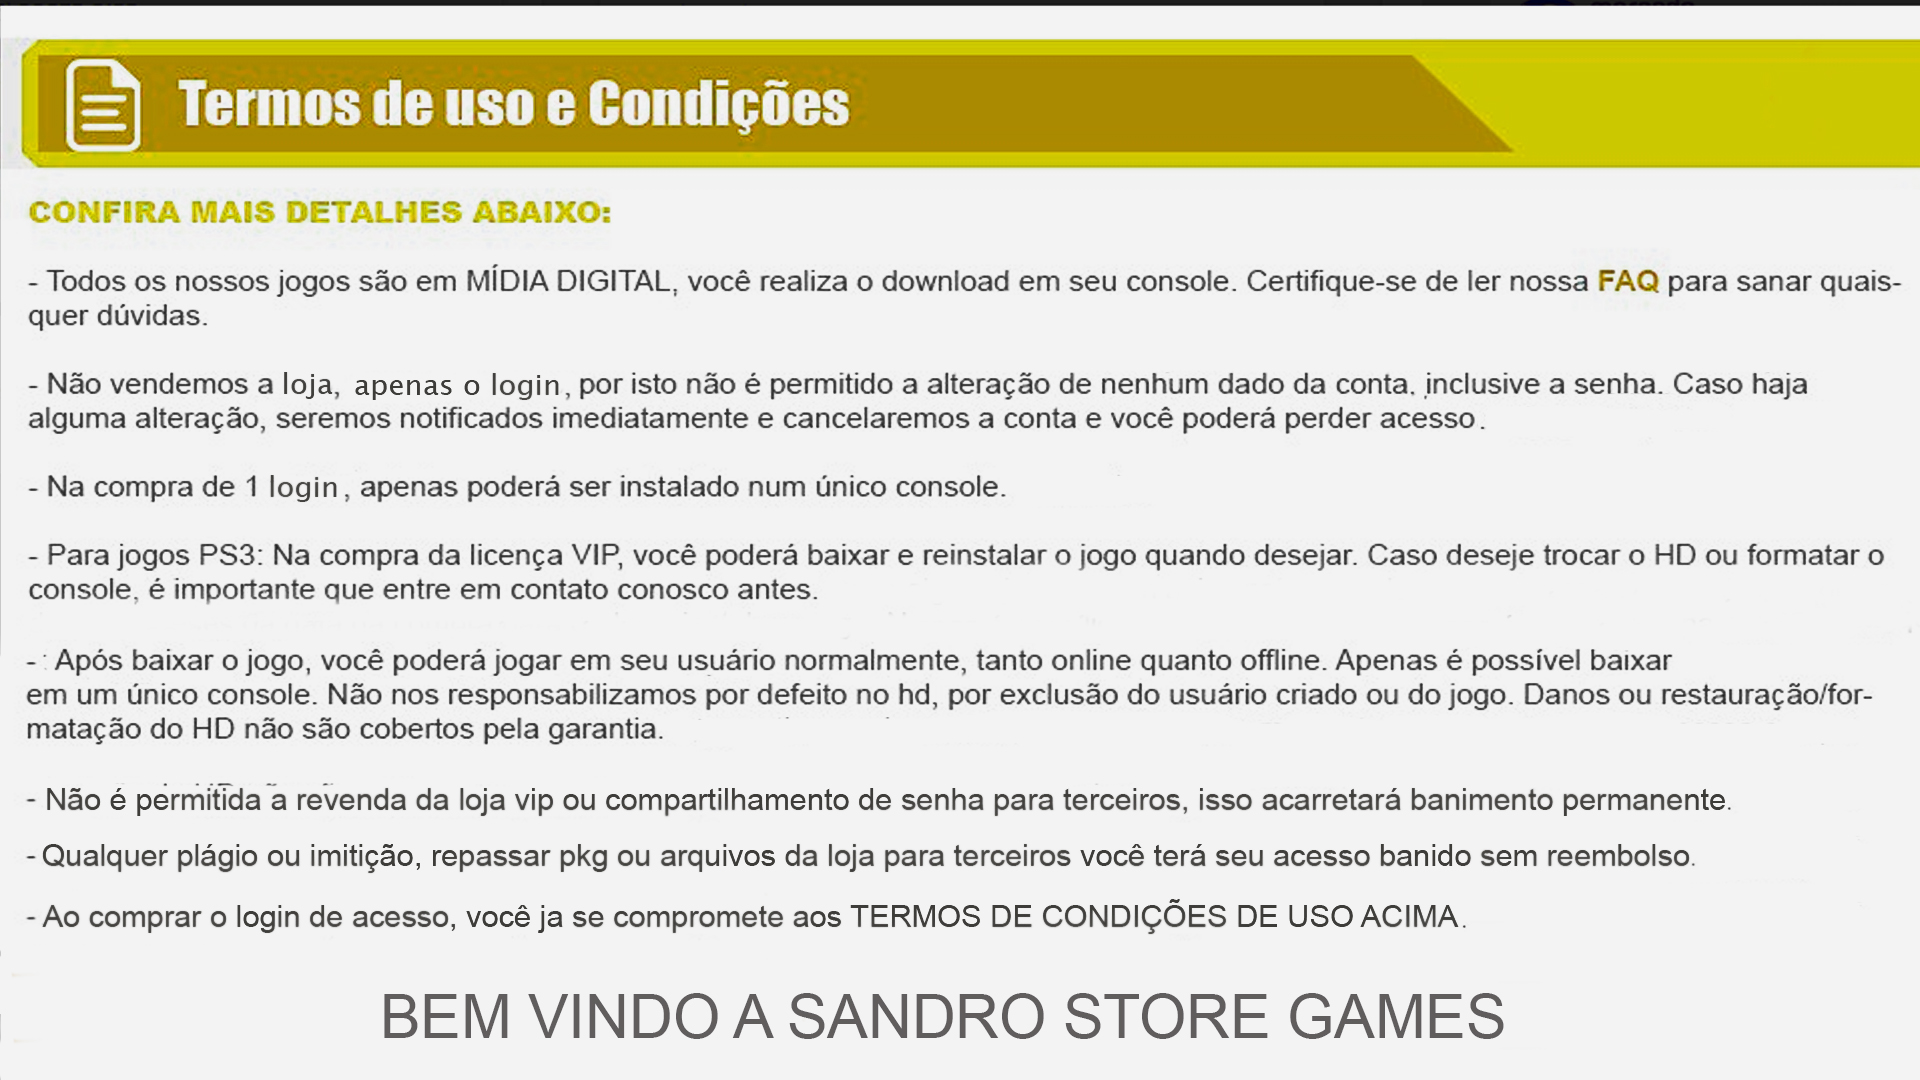 Termos de uso e Condições
CONFIRA MAIS DETALHES ABAIXO:
- Todos os nossos jogos são em MÍDIA DIGITAL, você realiza o download em seu console. Certifique-se de ler nossa FAQ para sanar quais-
quer dúvidas.
- Não vendemos a loja, apenas o login, por isto não é permitido a alteração de nenhum dado da conta. inclusive a senha. Caso haja
alguma alteração, seremos notificados imediatamente e cancelaremos a conta e você poderá perder acesso.
- Na compra de 1 login, apenas poderá ser instalado num único console.
- Para jogos PS3: Na compra da licença VIP, você poderá baixar e reinstalar o jogo quando desejar. Caso deseje trocar o HD ou formatar o
console, é importante que entre em contato conosco antes.
- : Após baixar o jogo, você poderá jogar em seu usuário normalmente, tanto online quanto offline. Apenas é possível baixar
em um único console. Não nos responsabilizamos por defeito no hd, por exclusão do usuário criado ou do jogo. Danos ou restauração/for-
matação do HD não são cobertos pela garantia.
- Não é permitida a revenda da loja vip ou compartilhamento de senha para terceiros, isso acarretará banimento permanente.
- Qualquer plágio ou imitição, repassar pkg ou arquivos da loja para terceiros você terá seu acesso banido sem reembolso.
- Ao comprar o login de acesso, você ja se compromete aos TERMOS DE CONDIÇÕES DE USO ACIMA.
BEM VINDO A SANDRO STORE GAMES